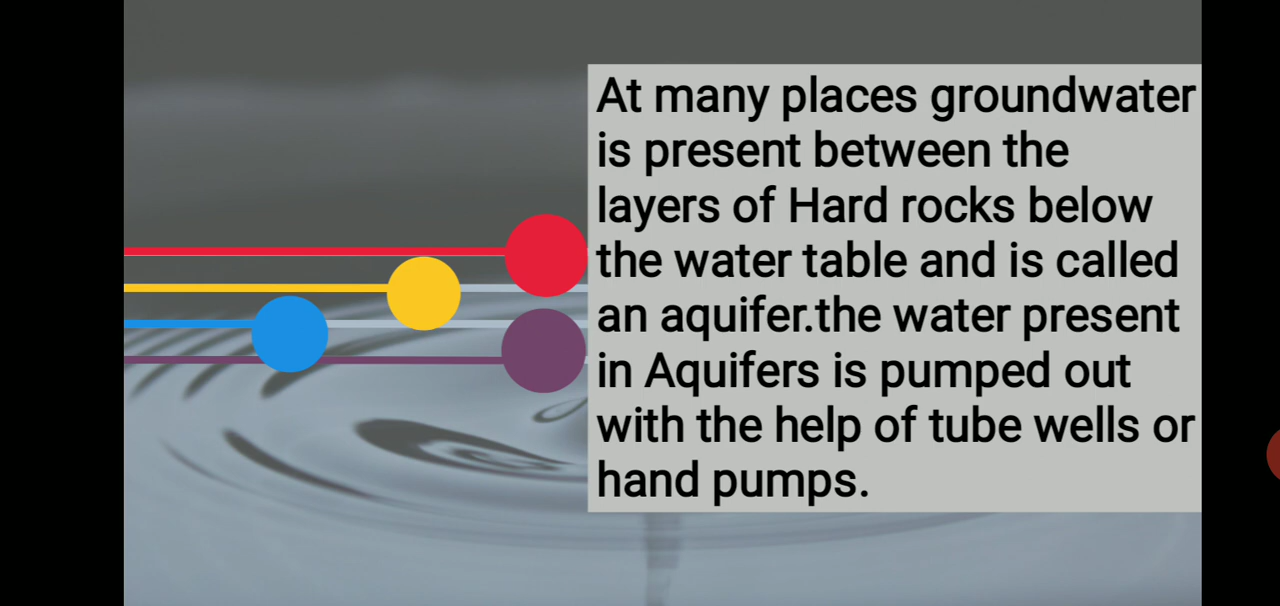 At many places groundwater
is present between the
layers of Hard rocks below
the water table and is called
an aquifer.the water present
in Aquifers is pumped out
with the help of tube wells or
hand pumps.